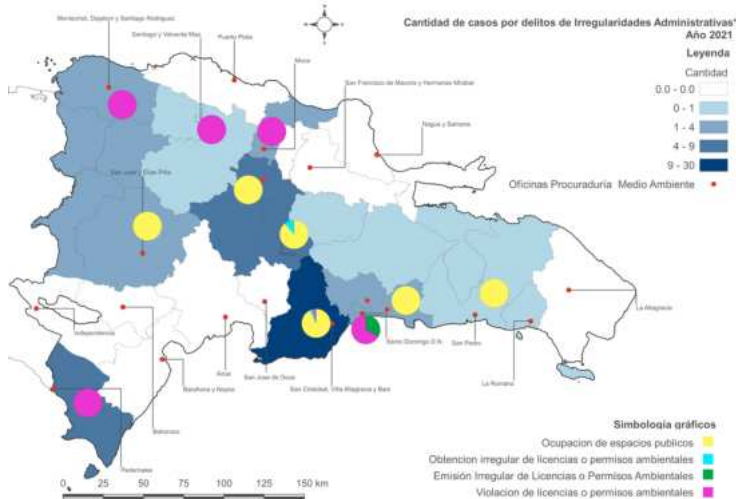 Cantidad de casos por delitos de Irregularidades Administrativas*
Año 2021
Leyenda
Cantidad
0.0 - 0.0
0 - 1
1 - 4
4 - 9
9 - 30
Oficinas Procuraduría Medio Ambiente
Montecristi, Dajabon y Santiago Rodriguez
Santiago y Valverde Mao
Puerto Plata
Moca
San Francisco de Macoris y Hermanas Mirabal
Nagua y Samana
San Juan y Elias Piña
La Altagracia
Independencia
Azua
San Jose de Ocoa
San Cristobal, Villa Altagracia y Bani
Santo Domingo D.N.
San Pedro
La Romana
Barahona y Neyba
Bahoruco
Pedernales
0 25 50 100 150 km
Simbología gráficos
Ocupacion de espacios publicos
Obtencion irregular de licencias o permisos ambientales
Emisión Irregular de Licencias o Permisos Ambientales
Violacion de licencias o permisos ambientales